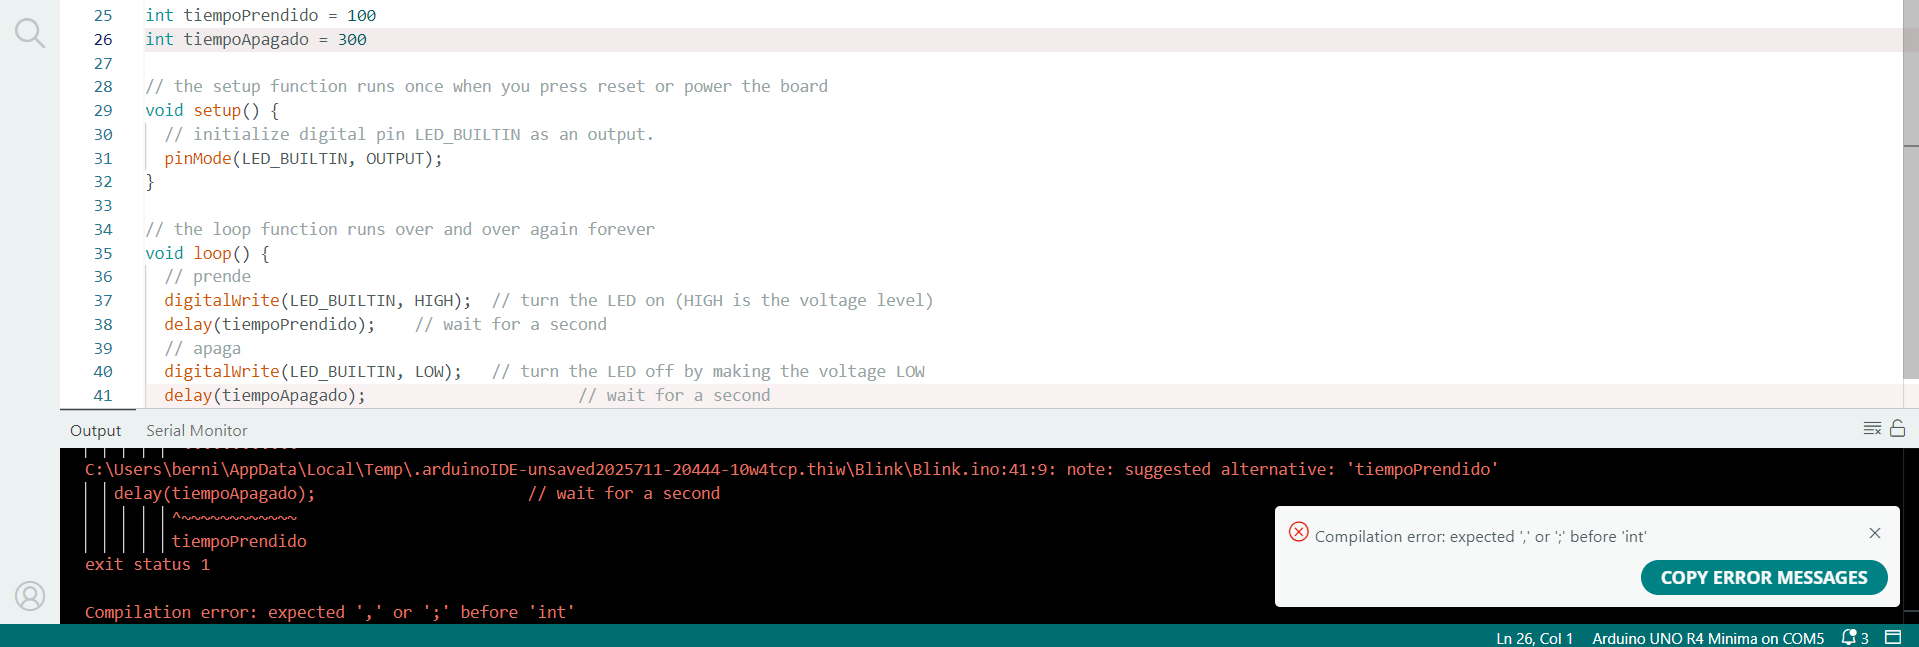 25 int tiempoPrendido = 100
26 int tiempoApagado = 300
27
28 // the setup function runs once when you press reset or power the board
29 void setup() {
30 // initialize digital pin LED_BUILTIN as an output.
31 pinMode(LED_BUILTIN, OUTPUT);
32 }
33
34 // the loop function runs over and over again forever
35 void loop() {
36 // prende
37 digitalWrite(LED_BUILTIN, HIGH); // turn the LED on (HIGH is the voltage level)
38 delay(tiempoPrendido); // wait for a second
39 // apaga
40 digitalWrite(LED_BUILTIN, LOW); // turn the LED off by making the voltage LOW
41 delay(tiempoApagado); // wait for a second
Output Serial Monitor
C:\Users\berni\AppData\Local\Temp\.arduinoIDE-unsaved2025711-20444-10w4tcp.thiw\Blink\Blink.ino:41:9: note: suggested alternative: 'tiempoPrendido'
delay(tiempoApagado); // wait for a second
^~~~~~~~~~~~~
tiempoPrendido
exit status 1
Compilation error: expected ',' or ';' before 'int'
Compilation error: expected ',' or ';' before 'int'
COPY ERROR MESSAGES
Ln 26, Col 1 Arduino UNO R4 Minima on COM5 3